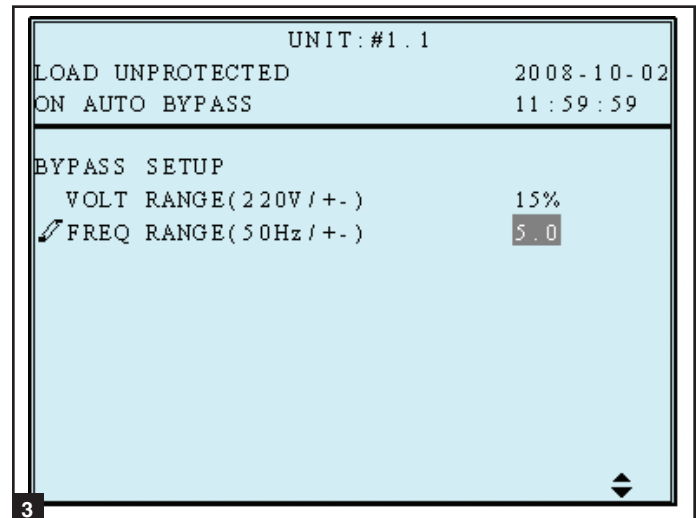 UNIT:#1.1
LOAD UNPROTECTED 2008-10-02
ON AUTO BYPASS 11:59:59
BYPASS SETUP
VOLT RANGE(220V/+-) 15%
FREQ RANGE(50Hz/+-) 5.0
3